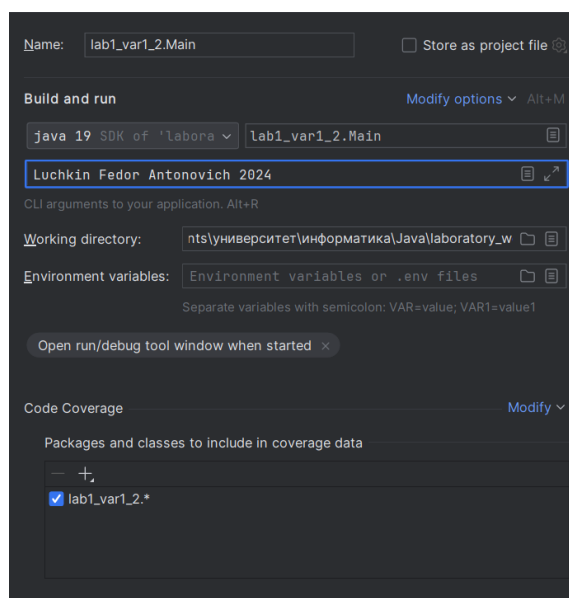 Name: lab1_var1_2.Main Store as project file
Build and run Modify options Alt+M
java 19 SDK of 'labora lab1_var1_2.Main
Luchkin Fedor Antonovich 2024
CLI arguments to your application. Alt+R
Working directory: nts\университет\информатика\Java\laboratory_w
Environment variables: Environment variables or .env files
Separate variables with semicolon: VAR=value; VAR1=value1
Open run/debug tool window when started ×
Code Coverage Modify
Packages and classes to include in coverage data
lab1_var1_2.*